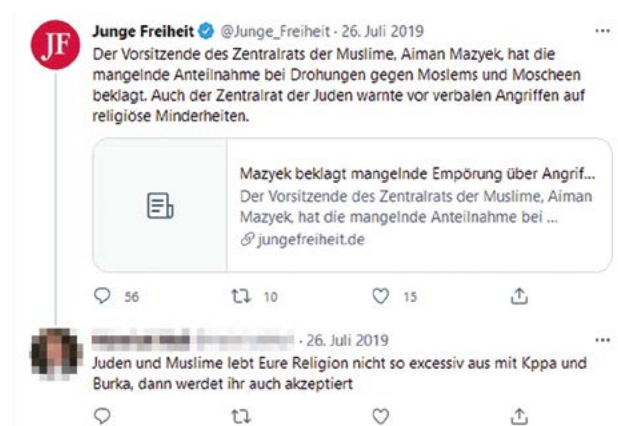 JF
Junge Freiheit @Junge_Freiheit · 26. Juli 2019
Der Vorsitzende des Zentralrats der Muslime, Aiman Mazyek, hat die
mangelnde Anteilnahme bei Drohungen gegen Moslems und Moscheen
beklagt. Auch der Zentralrat der Juden warnte vor verbalen Angriffen auf
religiöse Minderheiten.
Mazyek beklagt mangelnde Empörung über Angrif...
Der Vorsitzende des Zentralrats der Muslime, Aiman
Mazyek, hat die mangelnde Anteilnahme bei ...
jungefreiheit.de
56 10 15
· 26. Juli 2019
Juden und Muslime lebt Eure Religion nicht so excessiv aus mit Kppa und
Burka, dann werdet ihr auch akzeptiert